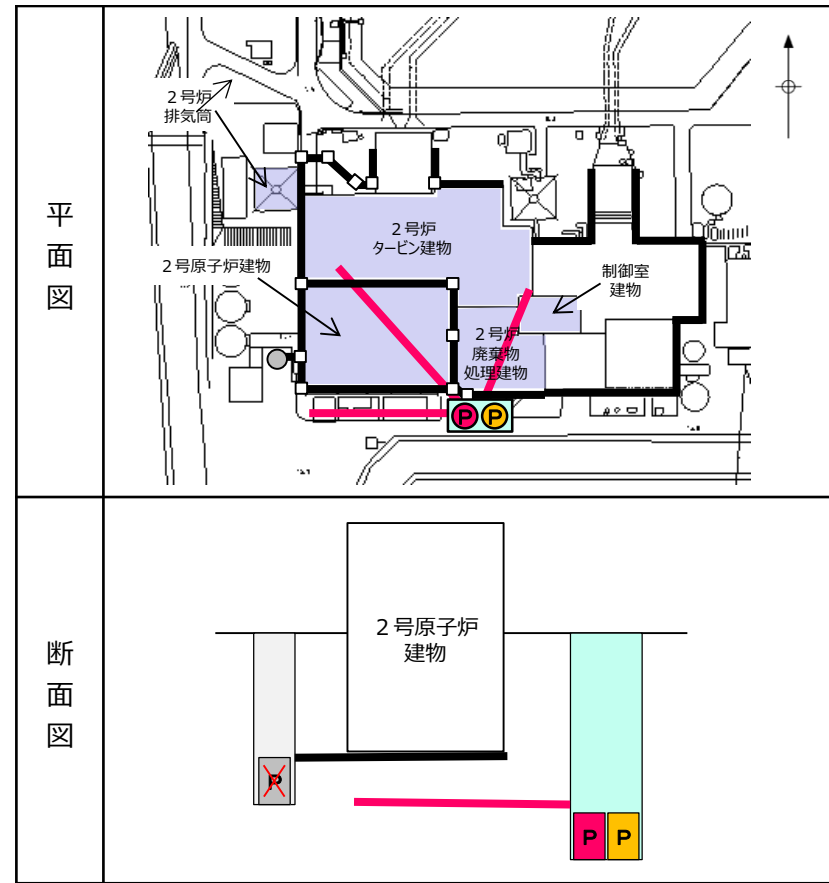 平面図
２号炉
排気筒
２号炉
タービン建物
２号原子炉建物
制御室
建物
２号炉
廃棄物
処理建物
P P
断面図
２号原子炉
建物
P
P P